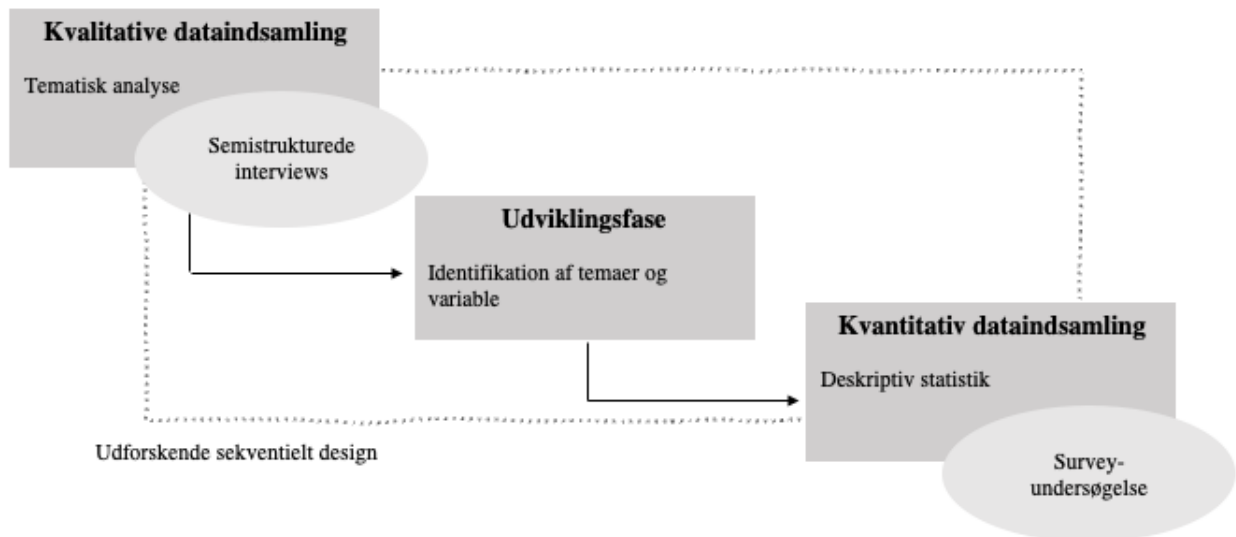 Kvalitative dataindsamling
Tematisk analyse
Semistrukturede
interviews
Udviklingsfase
Identifikation af temaer og
variable
Kvantitativ dataindsamling
Deskriptiv statistik
Survey-
undersøgelse
Udforskende sekventielt design